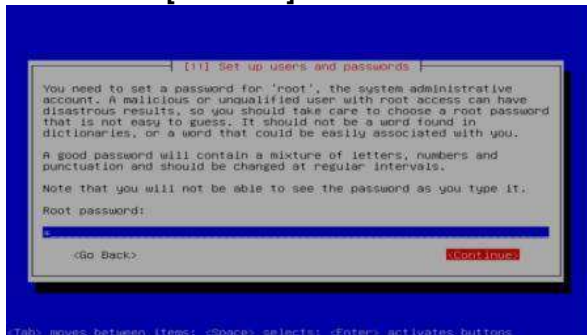 [!!] Set up users and passwords
You need to set a password for 'root', the system administrative
account. A malicious or unqualified user with root access can have
disastrous results, so you should take care to choose a root password
that is not easy to guess. It should not be a word found in
dictionaries, or a word that could be easily associated with you.
A good password will contain a mixture of letters, numbers and
punctuation and should be changed at regular intervals.
Note that you will not be able to see the password as you type it.
Root password:
<Go Back> <Continue>
<Tab> moves between items; <Space> selects; <Enter> activates buttons